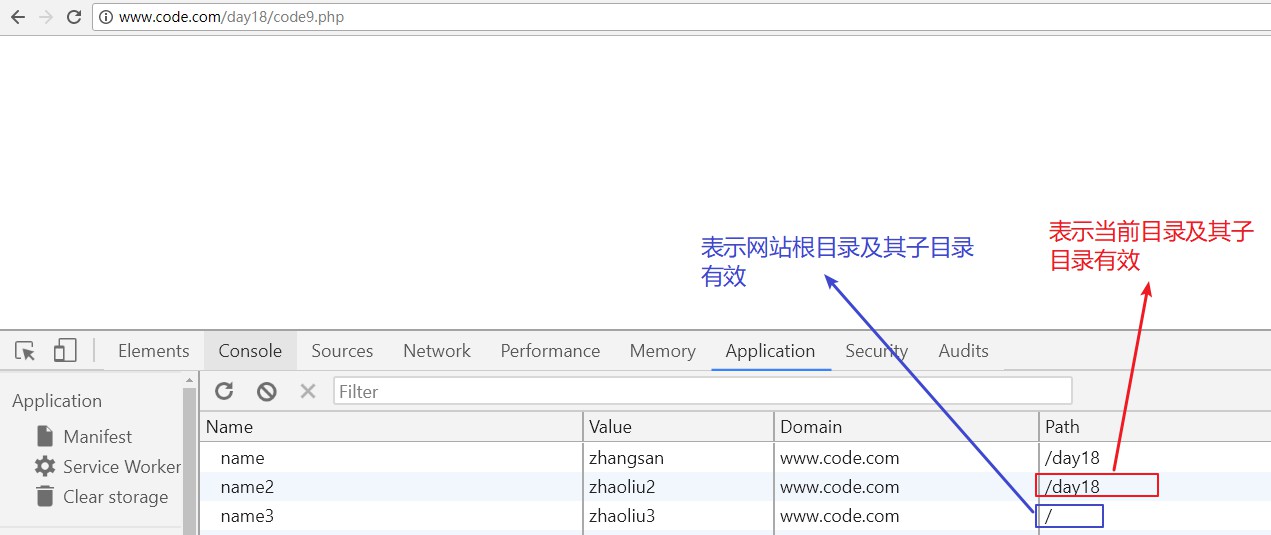 www.code.com/day18/code9.php
表示网站根目录及其子目录
有效
表示当前目录及其子
目录有效
Elements Console Sources Network Performance Memory Application Security Audits
Application
Filter
Manifest
Service Worker
Clear storage
Name Value Domain Path
name zhangsan www.code.com /day18
name2 zhaoliu2 www.code.com /day18
name3 zhaoliu3 www.code.com /